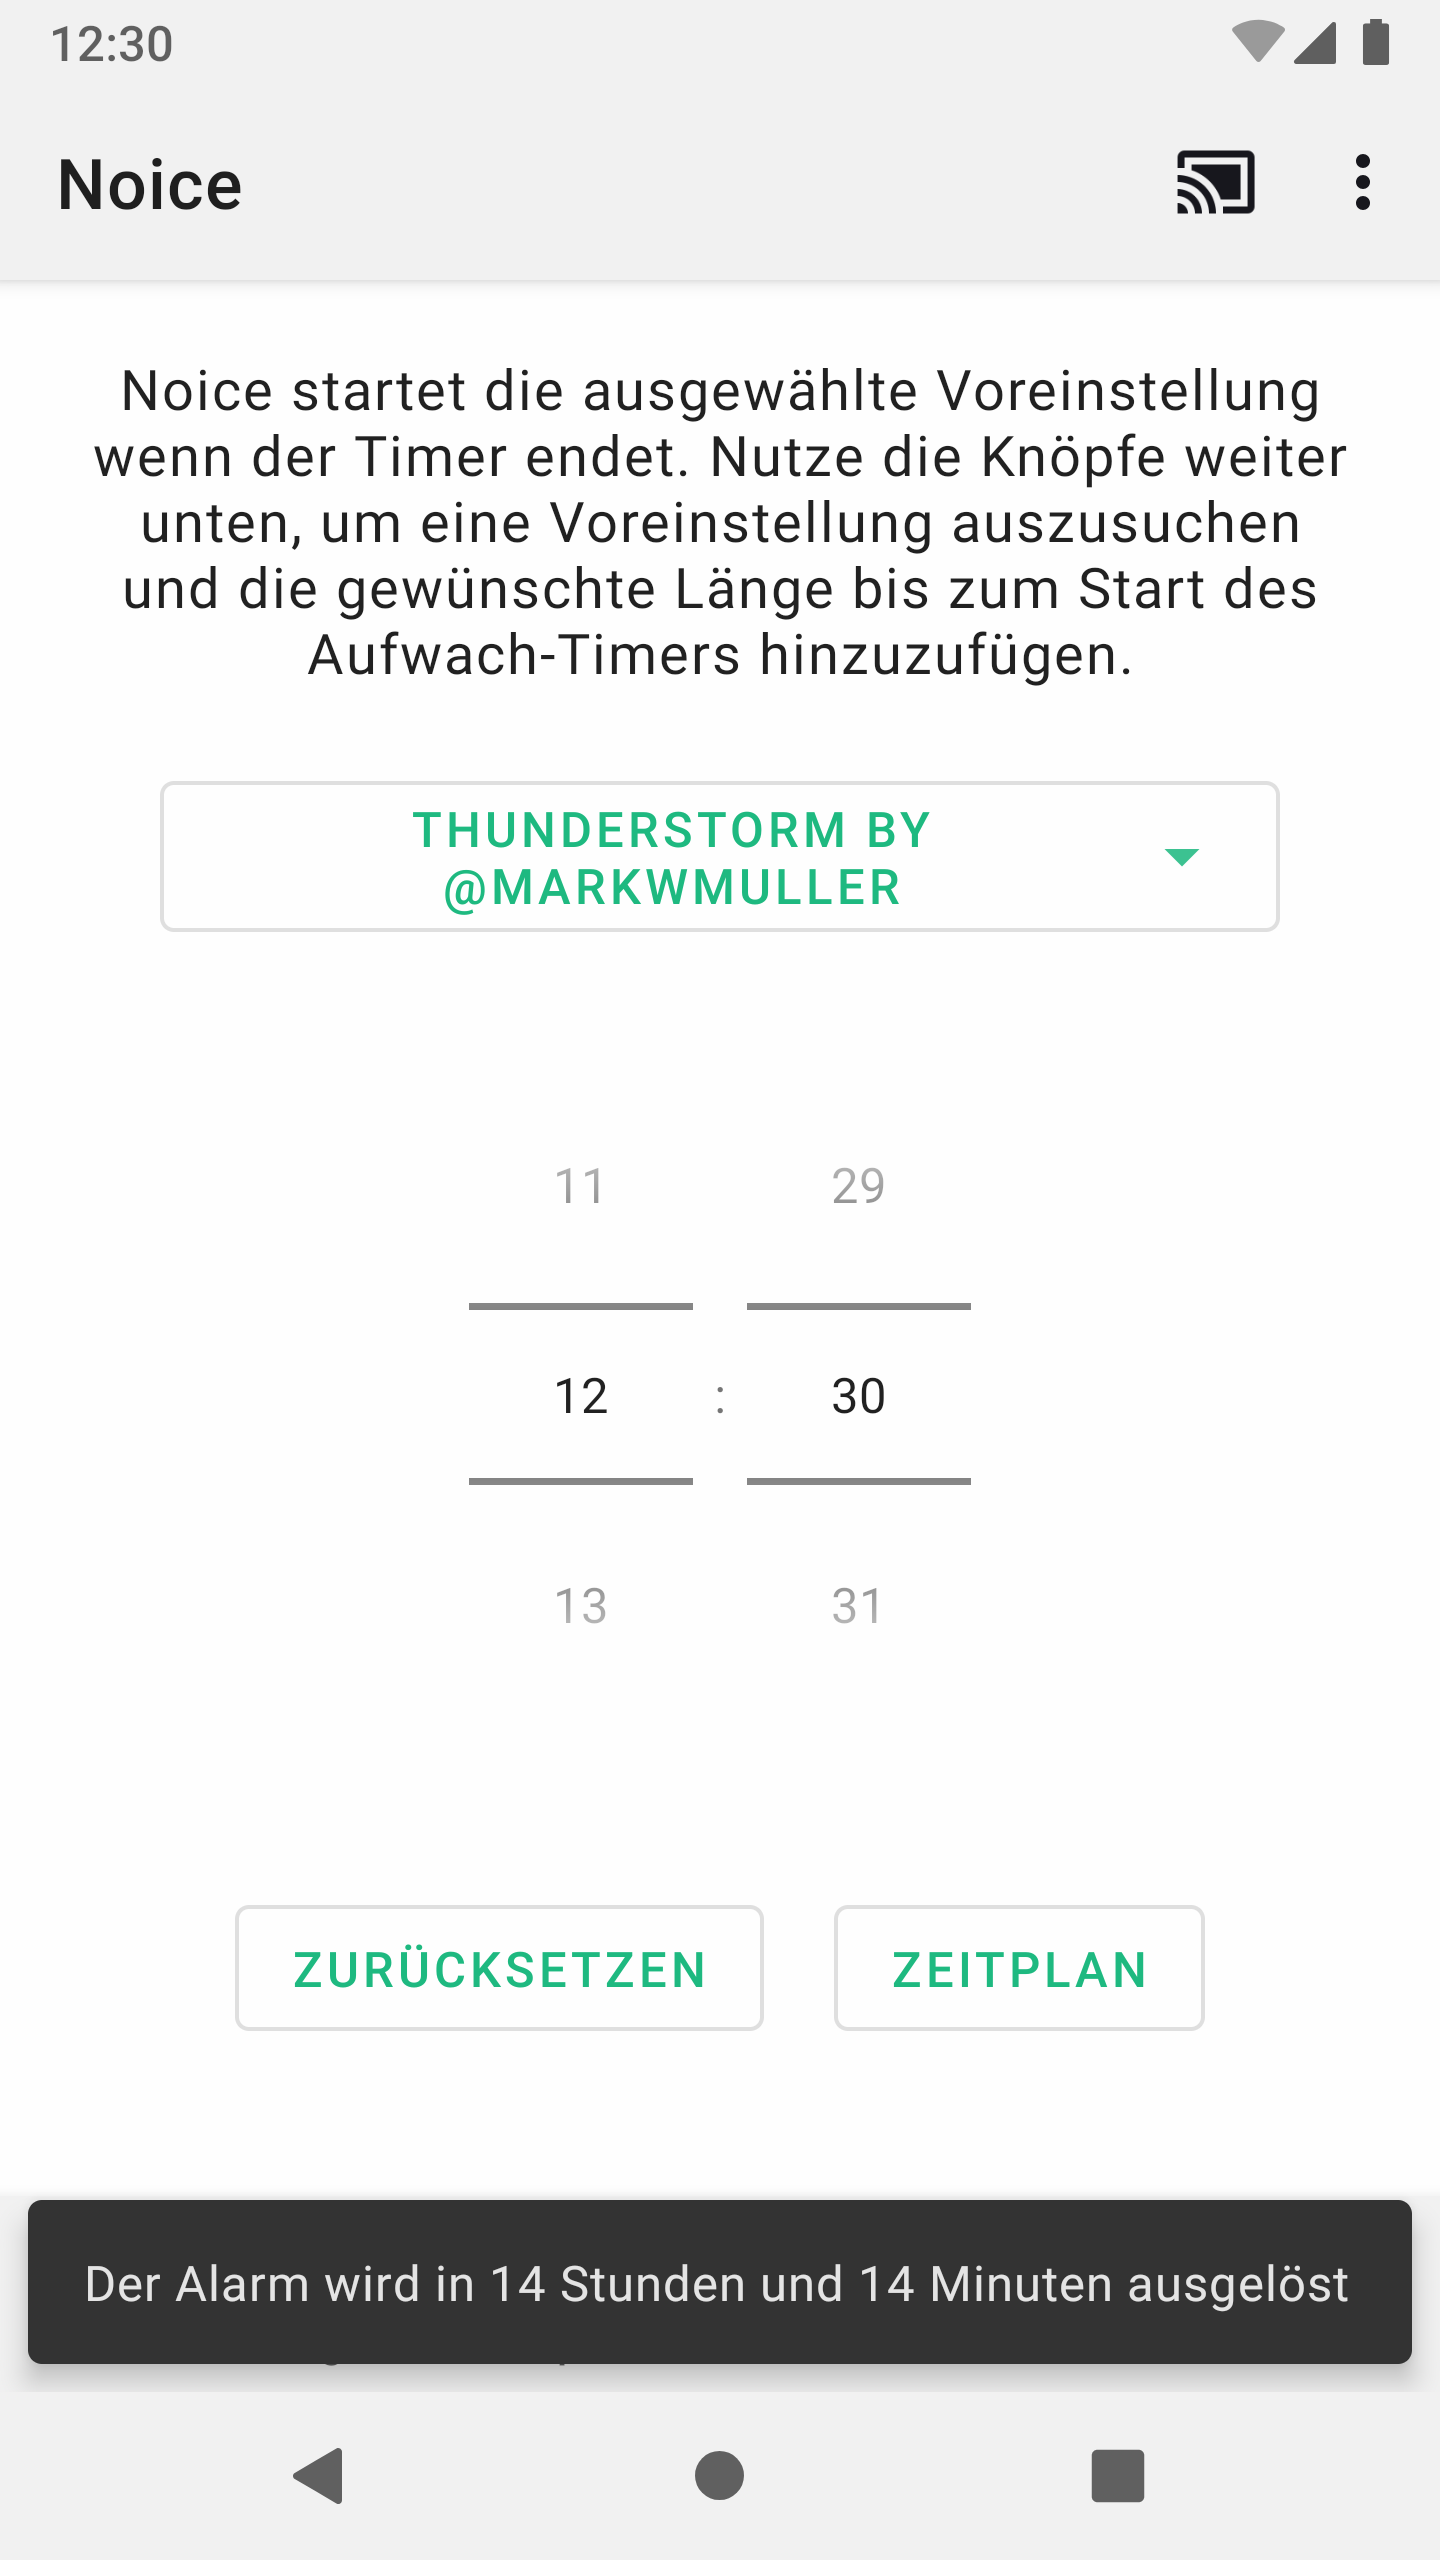 12:30
Noice
Noice startet die ausgewählte Voreinstellung
wenn der Timer endet. Nutze die Knöpfe weiter
unten, um eine Voreinstellung auszusuchen
und die gewünschte Länge bis zum Start des
Aufwach-Timers hinzuzufügen.
THUNDERSTORM BY
@MARKWMULLER
11 29
12 : 30
13 31
ZURÜCKSETZEN ZEITPLAN
Der Alarm wird in 14 Stunden und 14 Minuten ausgelöst